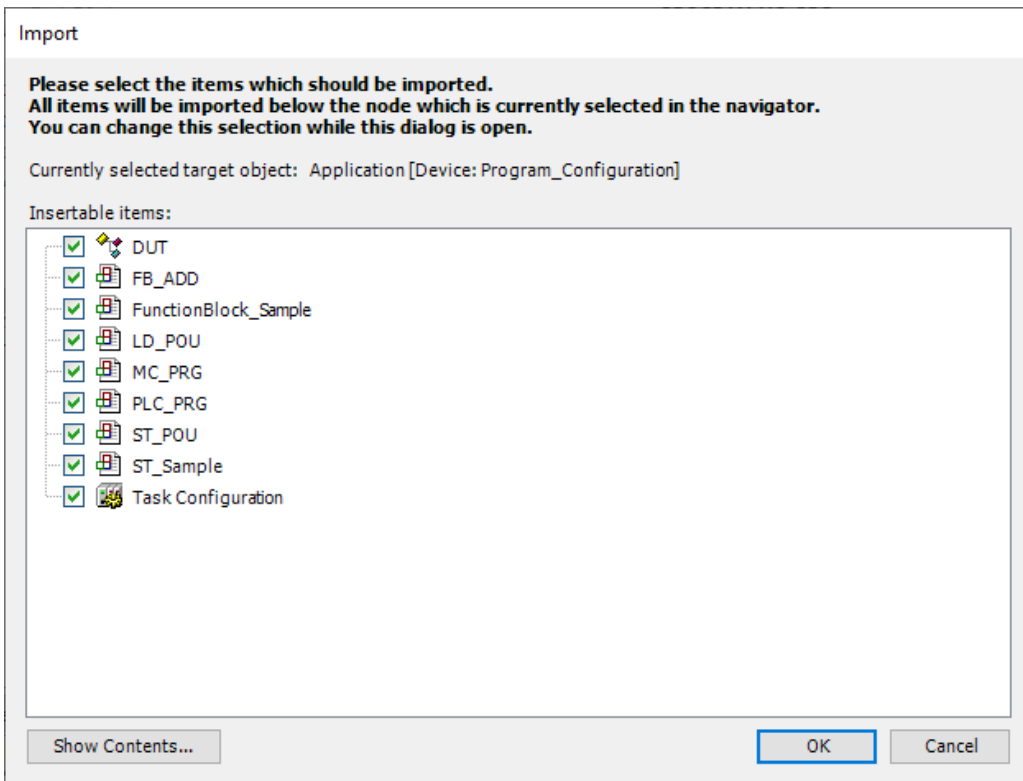 Import
Please select the items which should be imported.
All items will be imported below the node which is currently selected in the navigator.
You can change this selection while this dialog is open.
Currently selected target object: Application [Device: Program_Configuration]
Insertable items:
DUT
FB_ADD
FunctionBlock_Sample
LD_POU
MC_PRG
PLC_PRG
ST_POU
ST_Sample
Task Configuration
Show Contents... OK Cancel